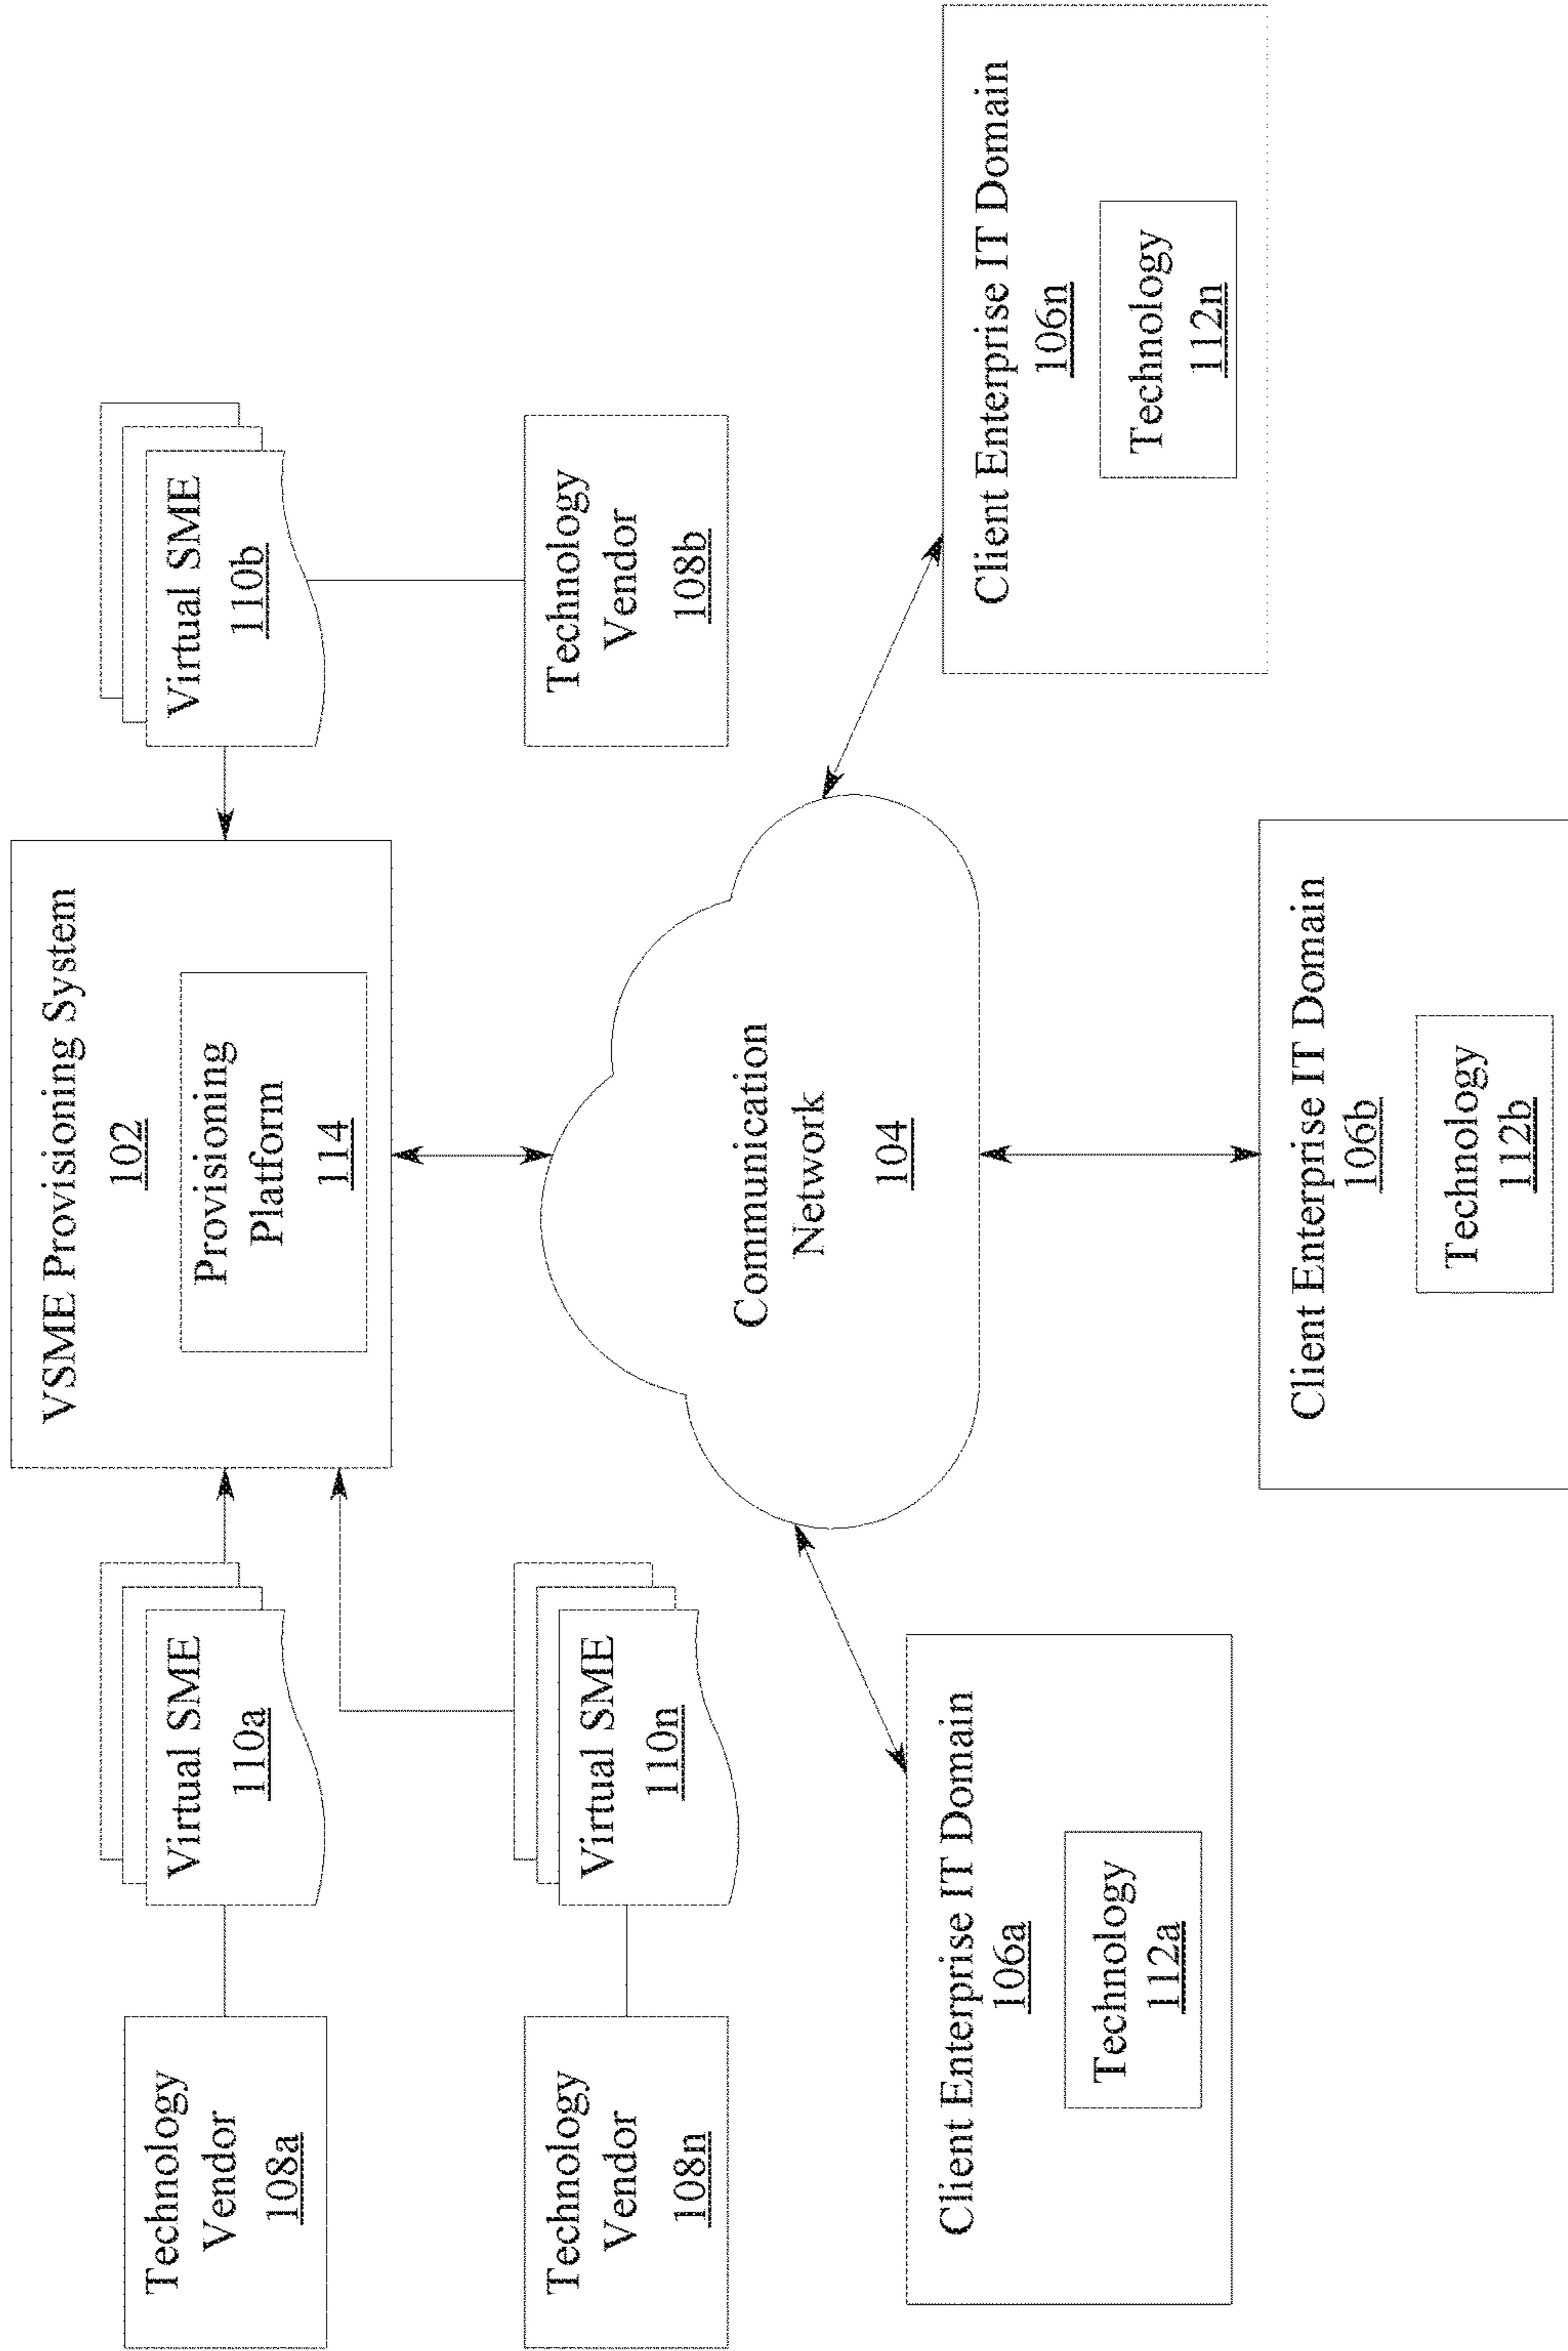 Technology
Vendor
108a
Virtual SME
110a
VSME Provisioning System
102
Provisioning
Platform
114
Virtual SME
110b
Technology
Vendor
108n
Virtual SME
110n
Technology
Vendor
108b
Communication
Network
104
Client Enterprise IT Domain
106a
Technology
112a
Client Enterprise IT Domain
106b
Technology
112b
Client Enterprise IT Domain
106n
Technology
112n